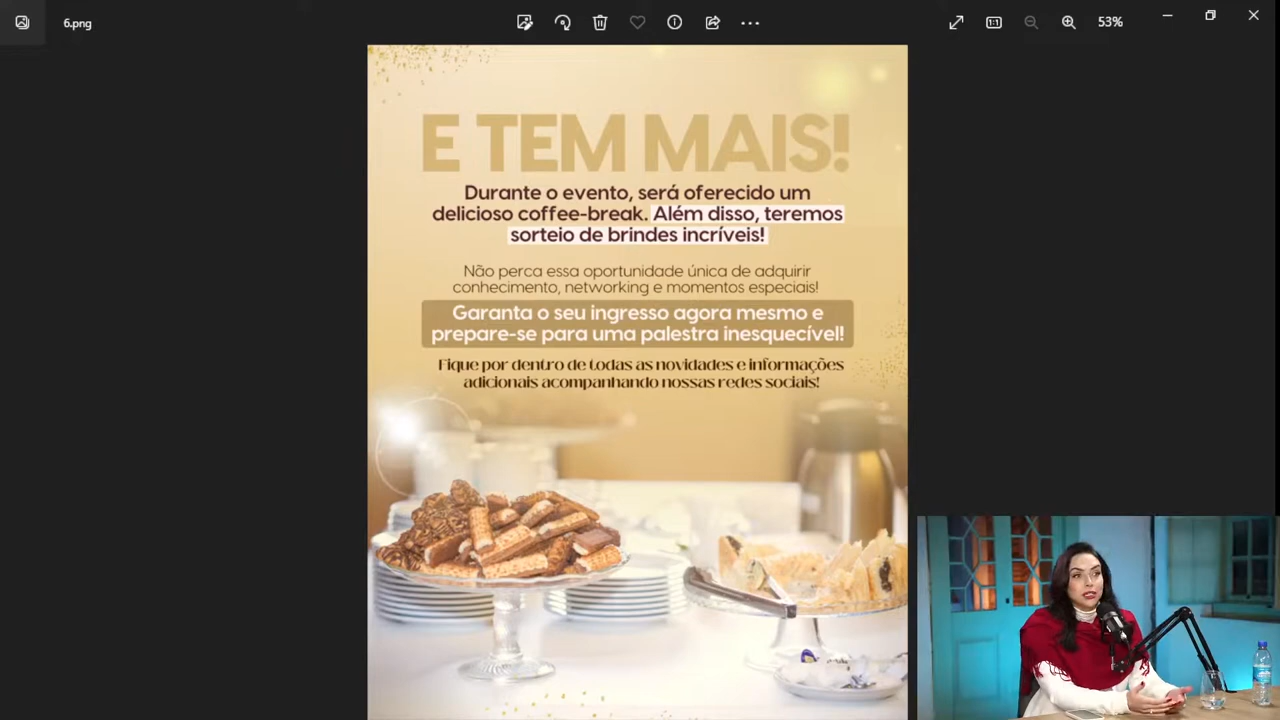 6.png
53%
E TEM MAIS!
Durante o evento, será oferecido um
delicioso coffee-break. Além disso, teremos
sorteio de brindes incríveis!
Não perca essa oportunidade única de adquirir
conhecimento, networking e momentos especiais!
Garanta o seu ingresso agora mesmo e
prepare-se para uma palestra inesquecível!
Fique por dentro de todas as novidades e informações
adicionais acompanhando nossas redes sociais!